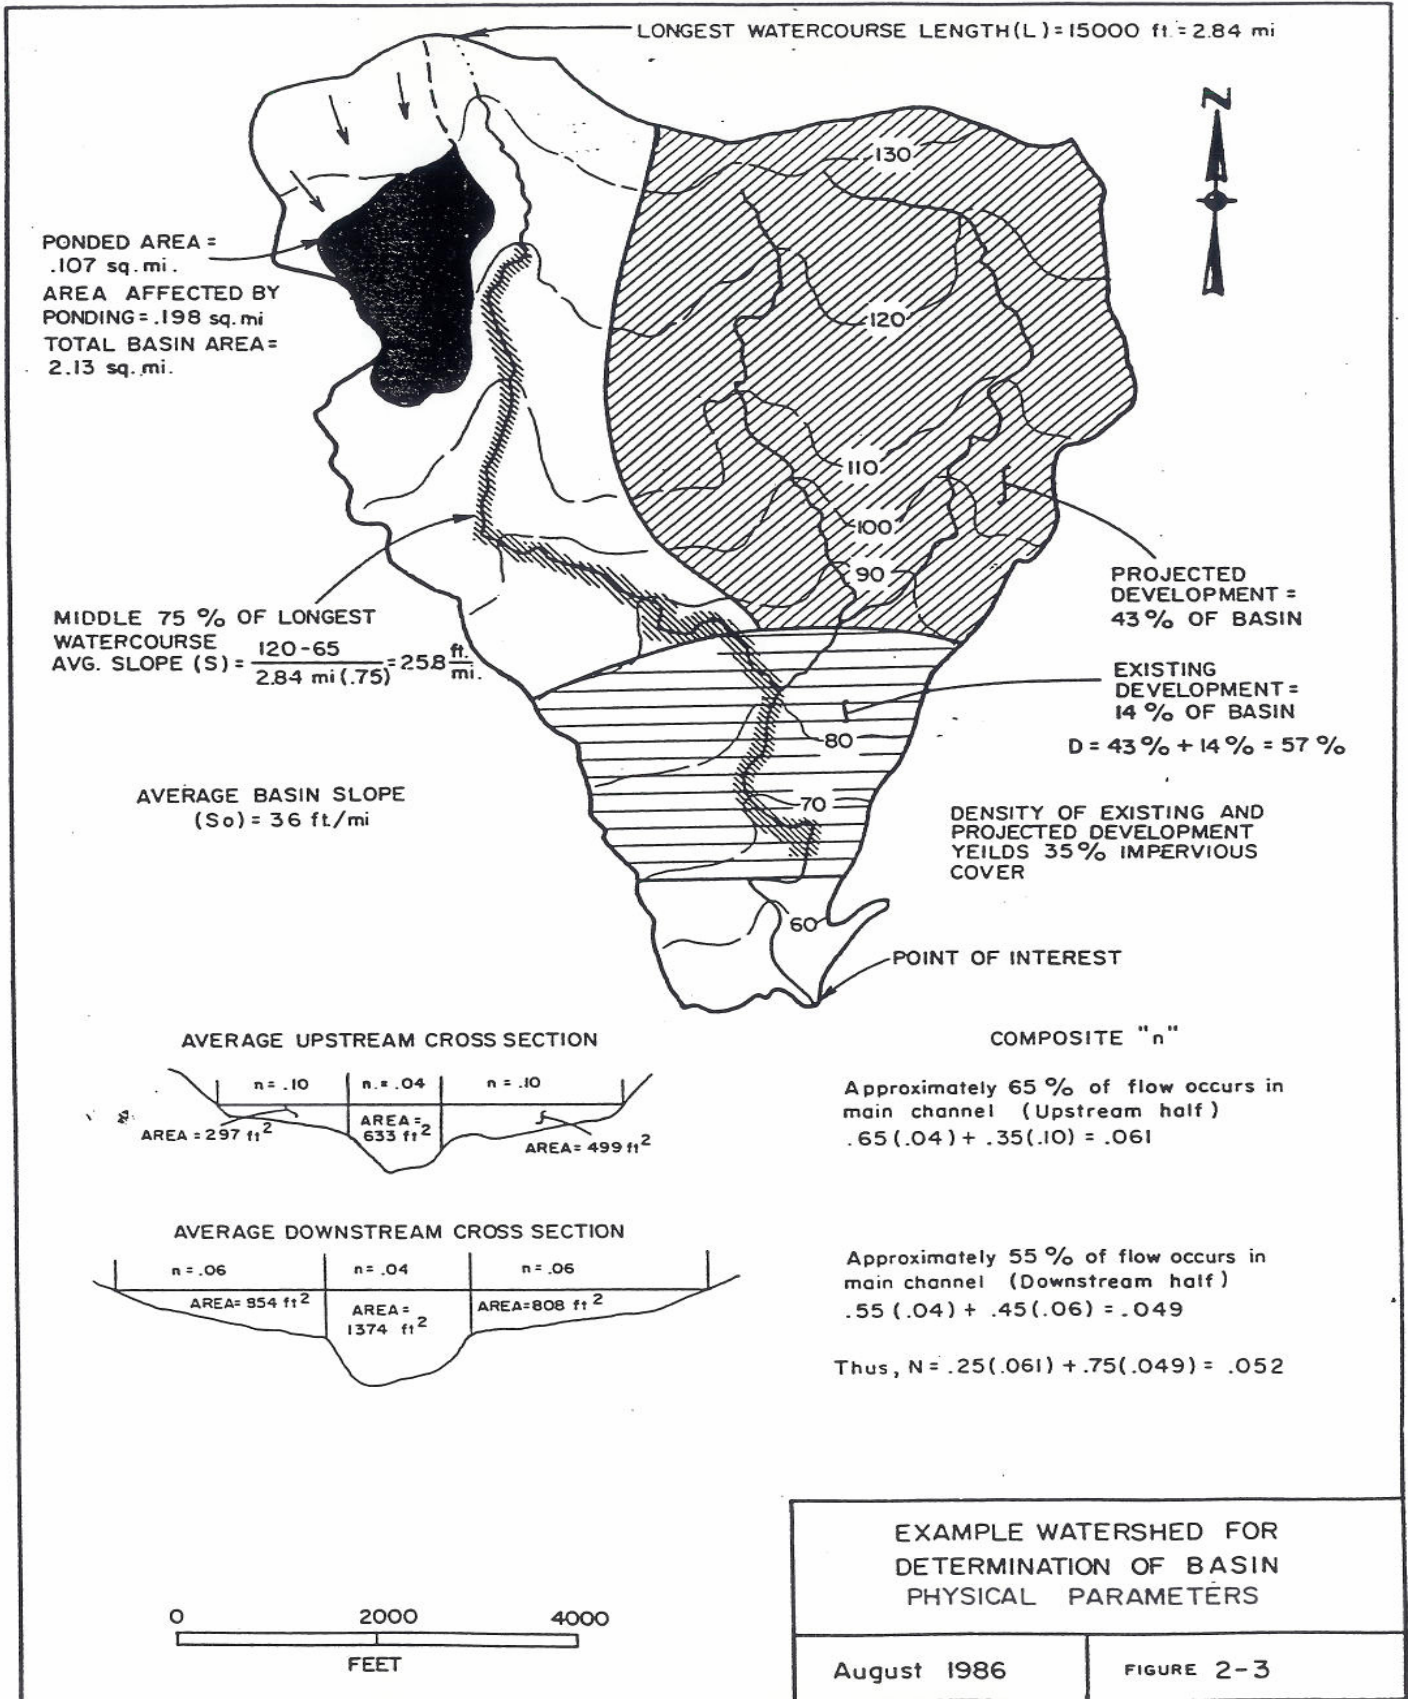 LONGEST WATERCOURSE LENGTH(L)=15000 ft.=2.84 mi
N
130
PONDED AREA=
.107 sq.mi.
AREA AFFECTED BY
PONDING=.198 sq.mi
TOTAL BASIN AREA=
2.13 sq.mi.
120
110
100
90
PROJECTED
DEVELOPMENT =
43% OF BASIN
MIDDLE 75 % OF LONGEST
WATERCOURSE
AVG. SLOPE (S)= 120-65 / 2.84 mi(.75) =25.8 ft./mi.
EXISTING
DEVELOPMENT=
14% OF BASIN
D=43%+14%=57%
80
AVERAGE BASIN SLOPE
(So)=36 ft/mi
70
DENSITY OF EXISTING AND
PROJECTED DEVELOPMENT
YEILDS 35% IMPERVIOUS
COVER
60
POINT OF INTEREST
AVERAGE UPSTREAM CROSS SECTION
n=.10 n.=.04 n=.10
AREA=297 ft2
AREA=
633 ft2
AREA=499 ft2
COMPOSITE "n"
Approximately 65% of flow occurs in
main channel (Upstream half)
.65(.04)+.35(.10)=.061
AVERAGE DOWNSTREAM CROSS SECTION
n=.06 n=.04 n=.06
AREA=954 ft2
AREA=
1374 ft2
AREA=808 ft2
Approximately 55% of flow occurs in
main channel (Downstream half)
.55(.04)+.45(.06)=.049
Thus, N=.25(.061)+.75(.049)=.052
EXAMPLE WATERSHED FOR
DETERMINATION OF BASIN
PHYSICAL PARAMETERS
0 2000 4000
FEET
August 1986
FIGURE 2-3